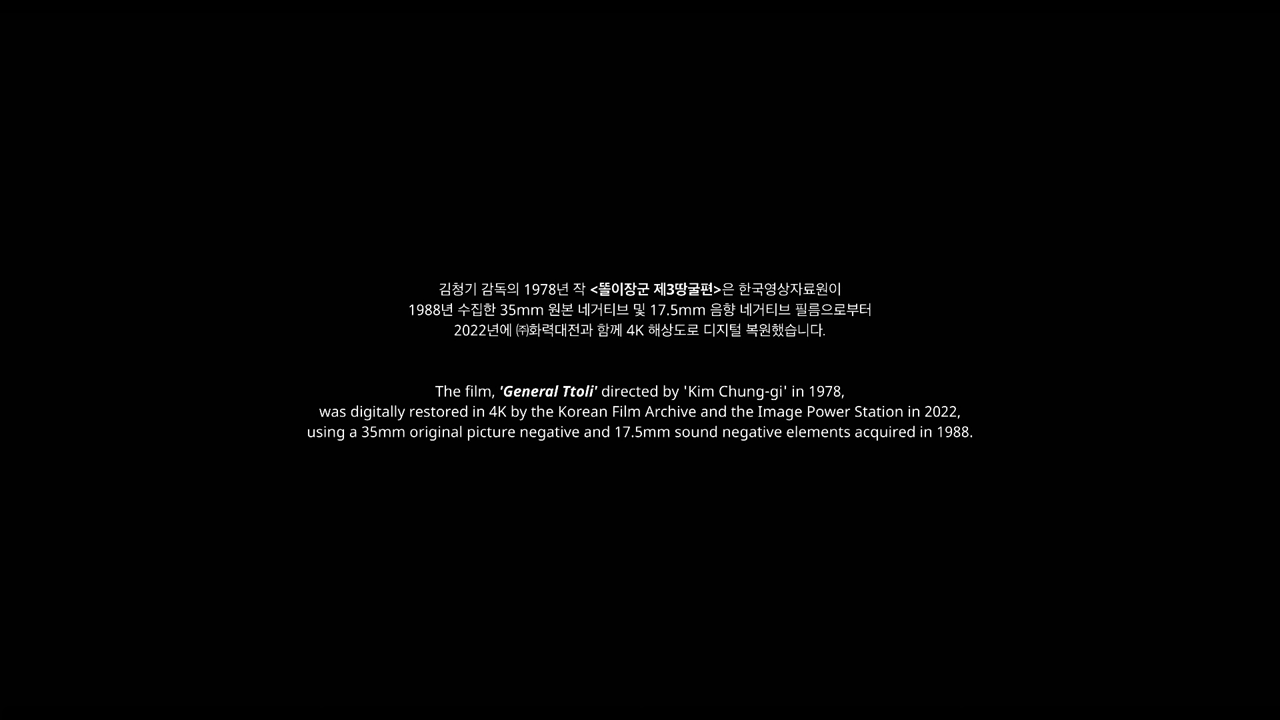 김청기 감독의 1978년 작 <똘이장군 제3땅굴편>은 한국영상자료원이
1988년 수집한 35mm 원본 네거티브 및 17.5mm 음향 네거티브 필름으로부터
2022년에 ㈜화력대전과 함께 4K 해상도로 디지털 복원했습니다.
The film, 'General Ttoli' directed by 'Kim Chung-gi' in 1978,
was digitally restored in 4K by the Korean Film Archive and the Image Power Station in 2022,
using a 35mm original picture negative and 17.5mm sound negative elements acquired in 1988.